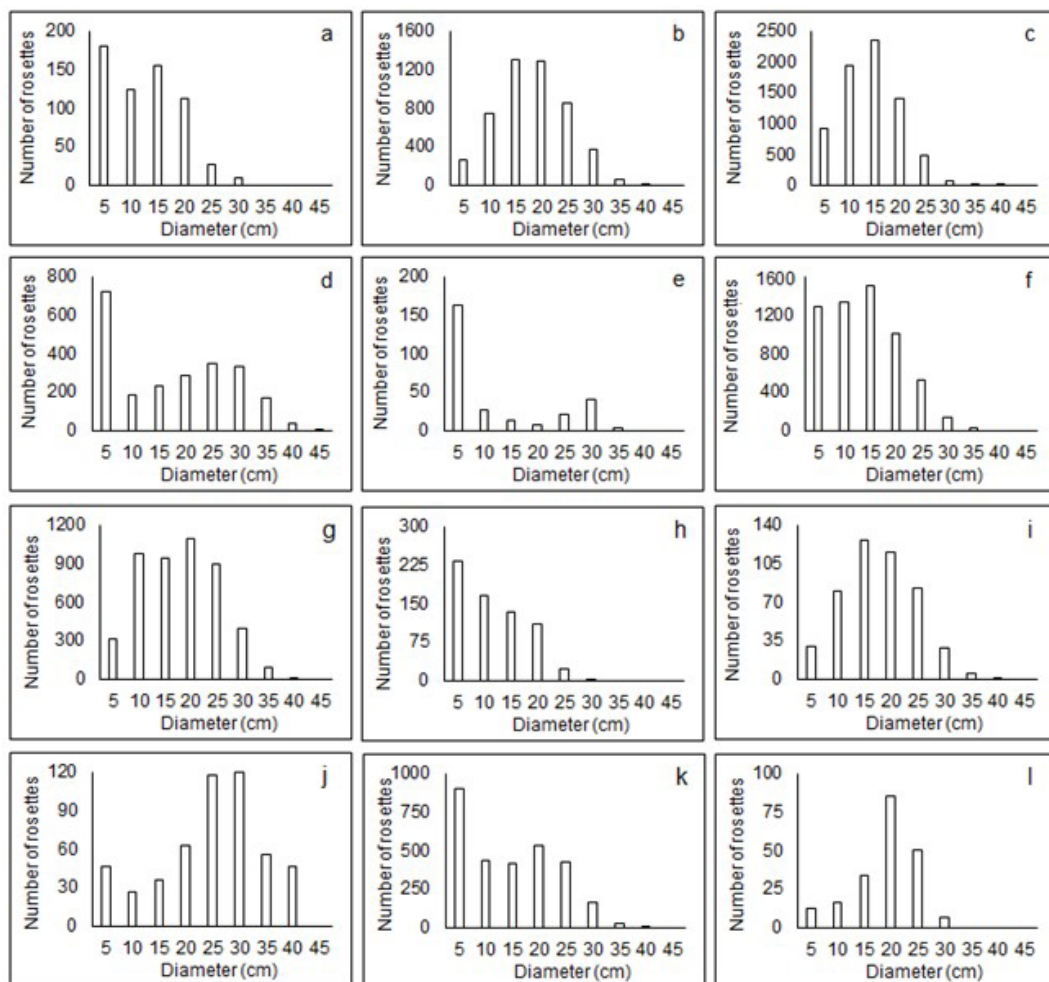 a
Number of rosettes
200
150
100
50
0
5 10 15 20 25 30 35 40 45
Diameter (cm)
b
Number of rosettes
1600
1200
800
400
0
5 10 15 20 25 30 35 40 45
Diameter (cm)
c
Number of rosettes
2500
2000
1500
1000
500
0
5 10 15 20 25 30 35 40 45
Diameter (cm)
d
Number of rosettes
800
600
400
200
0
5 10 15 20 25 30 35 40 45
Diameter (cm)
e
Number of rosettes
200
150
100
50
0
5 10 15 20 25 30 35 40 45
Diameter (cm)
f
Number of rosettes
1600
1200
800
400
0
5 10 15 20 25 30 35 40 45
Diameter (cm)
g
Number of rosettes
1200
900
600
300
0
5 10 15 20 25 30 35 40 45
Diameter (cm)
h
Number of rosettes
300
225
150
75
0
5 10 15 20 25 30 35 40 45
Diameter (cm)
i
Number of rosettes
140
105
70
35
0
5 10 15 20 25 30 35 40 45
Diameter (cm)
j
Number of rosettes
120
90
60
30
0
5 10 15 20 25 30 35 40 45
Diameter (cm)
k
Number of rosettes
1000
750
500
250
0
5 10 15 20 25 30 35 40 45
Diameter (cm)
l
Number of rosettes
100
75
50
25
0
5 10 15 20 25 30 35 40 45
Diameter (cm)